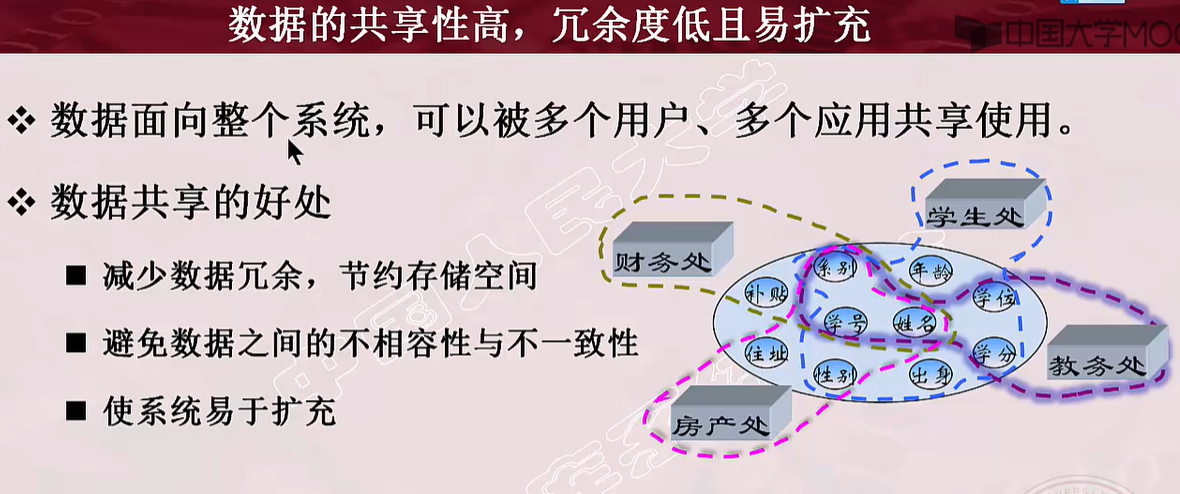 数据的共享性高，冗余度低且易扩充
中国大学MOO
❖ 数据面向整个系统，可以被多个用户、多个应用共享使用。
❖ 数据共享的好处
■ 减少数据冗余，节约存储空间
■ 避免数据之间的不相容性与不一致性
■ 使系统易于扩充
学生处
财务处
系别
年龄
补贴
学位
学号
姓名
住址
学分
教务处
性别
出身
房产处
中国人民大学